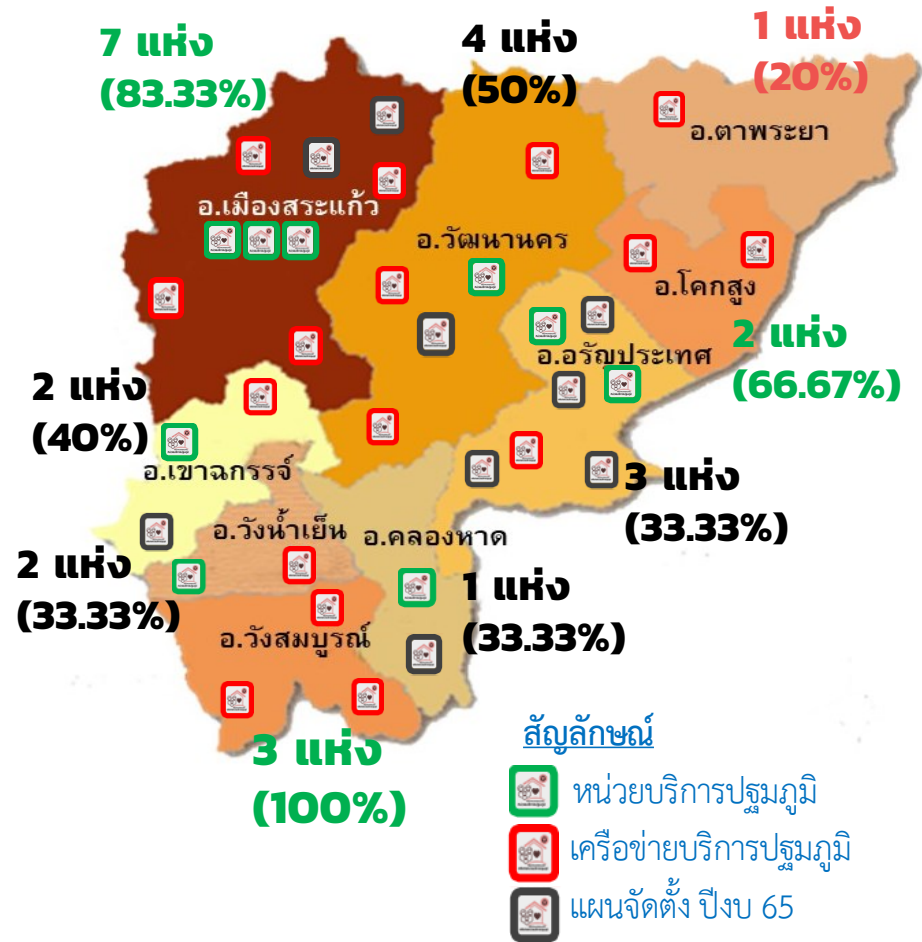 7 แห่ง
(83.33%)
4 แห่ง
(50%)
1 แห่ง
(20%)
อ.ตาพระยา
อ.เมืองสระแก้ว
อ.วัฒนานคร
อ.โคกสูง
2 แห่ง
(66.67%)
อ.อรัญประเทศ
2 แห่ง
(40%)
อ.เขาฉกรรจ์
3 แห่ง
(33.33%)
อ.วังน้ำเย็น
อ.คลองหาด
2 แห่ง
(33.33%)
1 แห่ง
(33.33%)
อ.วังสมบูรณ์
3 แห่ง
(100%)
สัญลักษณ์
หน่วยบริการปฐมภูมิ
เครือข่ายบริการปฐมภูมิ
แผนจัดตั้ง ปีงบ 65